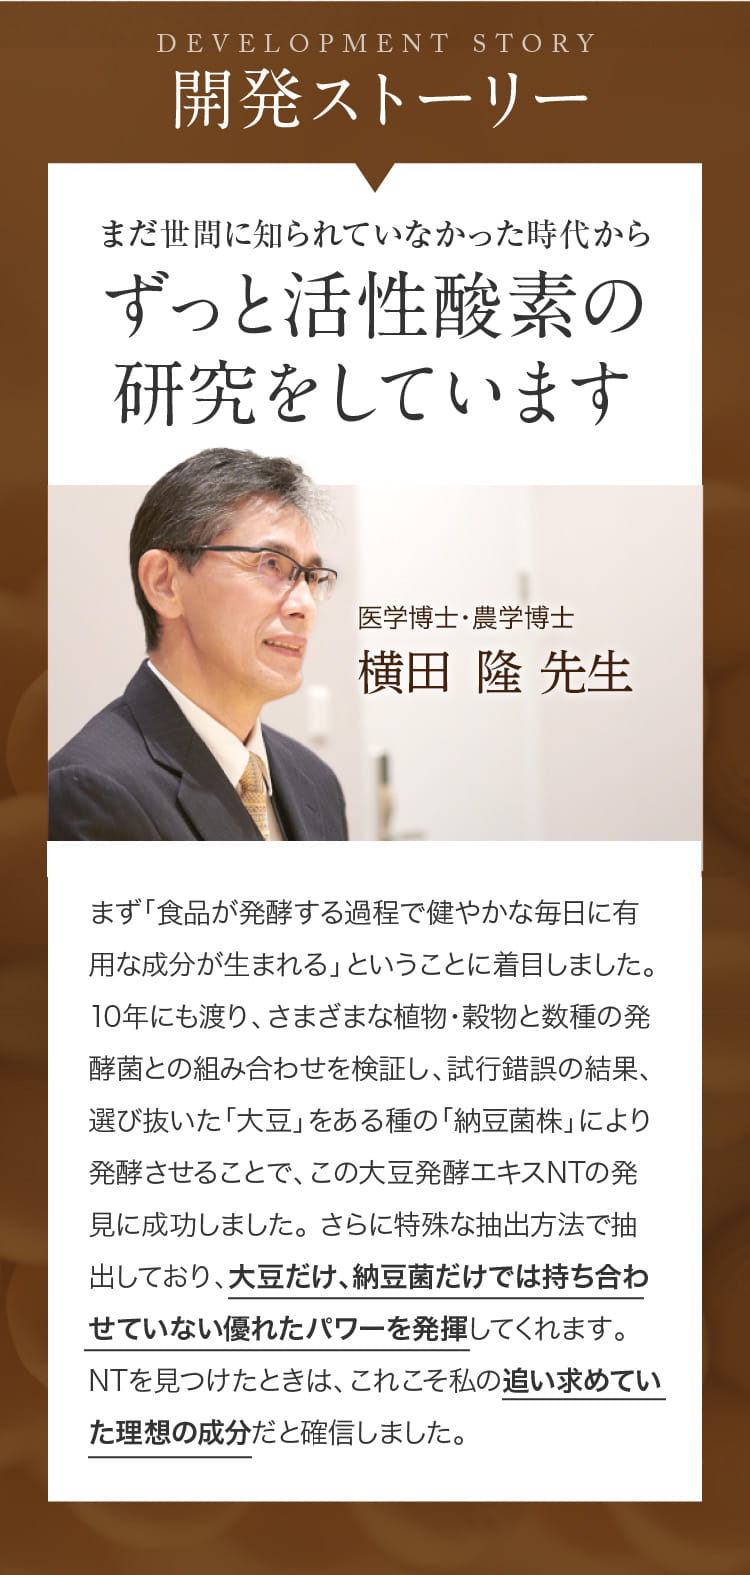 DEVELOPMENT STORY
開発ストーリー
まだ世間に知られていなかった時代から
ずっと活性酸素の
研究をしています
医学博士・農学博士
横田 隆 先生
まず「食品が発酵する過程で健やかな毎日に有
用な成分が生まれる」ということに着目しました。
10年にも渡り、さまざまな植物・穀物と数種の発
酵菌との組み合わせを検証し、試行錯誤の結果、
選び抜いた「大豆」をある種の「納豆菌株」により
発酵させることで、この大豆発酵エキスNTの発
見に成功しました。さらに特殊な抽出方法で抽
出しており、大豆だけ、納豆菌だけでは持ち合わ
せていない優れたパワーを発揮してくれます。
NTを見つけたときは、これこそ私の追い求めてい
た理想の成分だと確信しました。